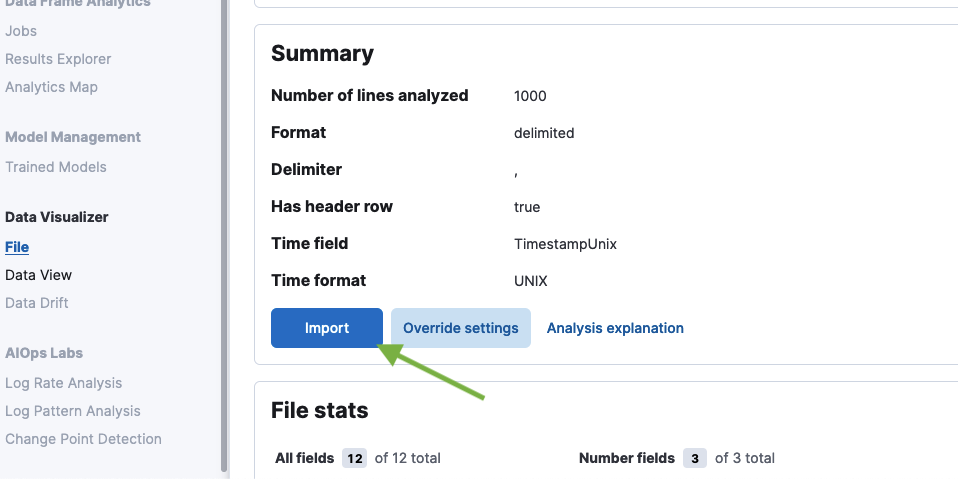 Data Frame Analytics
Jobs
Results Explorer
Analytics Map
Model Management
Trained Models
Data Visualizer
File
Data View
Data Drift
AIOps Labs
Log Rate Analysis
Log Pattern Analysis
Change Point Detection
Summary
Number of lines analyzed 1000
Format delimited
Delimiter ,
Has header row true
Time field TimestampUnix
Time format UNIX
Import Override settings Analysis explanation
File stats
All fields 12 of 12 total Number fields 3 of 3 total